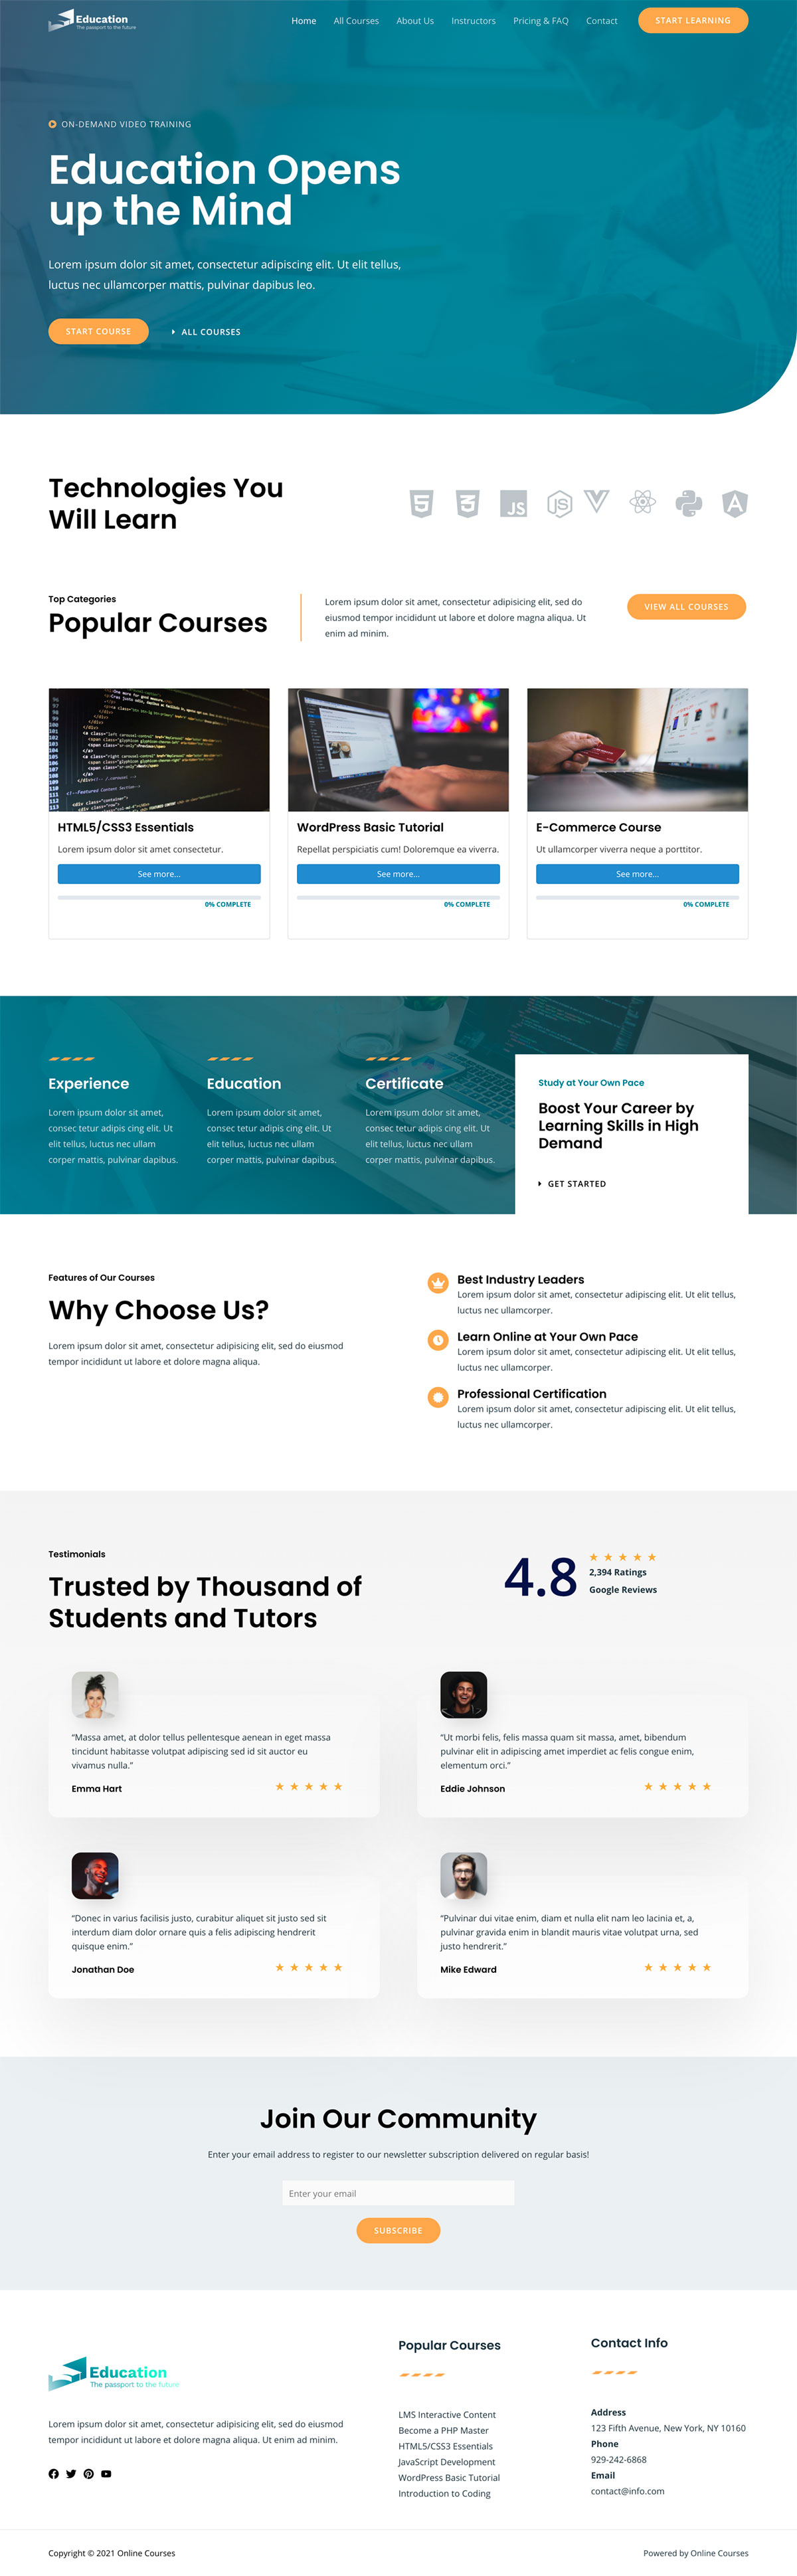 Education
The passport to the future
Home
All Courses
About Us
Instructors
Pricing & FAQ
Contact
START LEARNING
ON-DEMAND VIDEO TRAINING
Education Opens
up the Mind
Lorem ipsum dolor sit amet, consectetur adipiscing elit. Ut elit tellus,
luctus nec ullamcorper mattis, pulvinar dapibus leo.
START COURSE
ALL COURSES
Technologies You
Will Learn
JS
JS
A
Top Categories
Popular Courses
Lorem ipsum dolor sit amet, consectetur adipisicing elit, sed do
eiusmod tempor incididunt ut labore et dolore magna aliqua. Ut
enim ad minim.
VIEW ALL COURSES
HTML5/CSS3 Essentials
Lorem ipsum dolor sit amet consectetur.
See more...
0% COMPLETE
WordPress Basic Tutorial
Repellat perspiciatis cum! Doloremque ea viverra.
See more...
0% COMPLETE
E-Commerce Course
Ut ullamcorper viverra neque a porttitor.
See more...
0% COMPLETE
Experience
Lorem ipsum dolor sit amet,
consec tetur adipis cing elit. Ut
elit tellus, luctus nec ullam
corper mattis, pulvinar dapibus.
Education
Lorem ipsum dolor sit amet,
consec tetur adipis cing elit. Ut
elit tellus, luctus nec ullam
corper mattis, pulvinar dapibus.
Certificate
Lorem ipsum dolor sit amet,
consec tetur adipis cing elit. Ut
elit tellus, luctus nec ullam
corper mattis, pulvinar dapibus.
Study at Your Own Pace
Boost Your Career by
Learning Skills in High
Demand
GET STARTED
Features of Our Courses
Why Choose Us?
Lorem ipsum dolor sit amet, consectetur adipisicing elit, sed do eiusmod
tempor incididunt ut labore et dolore magna aliqua.
Best Industry Leaders
Lorem ipsum dolor sit amet, consectetur adipiscing elit. Ut elit tellus,
luctus nec ullamcorper.
Learn Online at Your Own Pace
Lorem ipsum dolor sit amet, consectetur adipiscing elit. Ut elit tellus,
luctus nec ullamcorper.
Professional Certification
Lorem ipsum dolor sit amet, consectetur adipiscing elit. Ut elit tellus,
luctus nec ullamcorper.
Testimonials
Trusted by Thousand of
Students and Tutors
4.8
2,394 Ratings
Google Reviews
“Massa amet, at dolor tellus pellentesque aenean in eget massa
tincidunt habitasse volutpat adipiscing sed id sit auctor eu
vivamus nulla.”
Emma Hart
“Ut morbi felis, felis massa quam sit massa, amet, bibendum
pulvinar elit in adipiscing amet imperdiet ac felis congue enim,
elementum orci.”
Eddie Johnson
“Donec in varius facilisis justo, curabitur aliquet sit justo sed sit
interdum diam dolor ornare quis a felis adipiscing hendrerit
quisque enim.”
Jonathan Doe
“Pulvinar dui vitae enim, diam et nulla elit nam leo lacinia et, a,
pulvinar gravida enim in blandit mauris vitae volutpat urna, sed
justo hendrerit.”
Mike Edward
Join Our Community
Enter your email address to register to our newsletter subscription delivered on regular basis!
Enter your email
SUBSCRIBE
Education
The passport to the future
Lorem ipsum dolor sit amet, consectetur adipisicing elit, sed do eiusmod
tempor incididunt ut labore et dolore magna aliqua. Ut enim ad minim.
Popular Courses
LMS Interactive Content
Become a PHP Master
HTML5/CSS3 Essentials
JavaScript Development
WordPress Basic Tutorial
Introduction to Coding
Contact Info
Address
123 Fifth Avenue, New York, NY 10160
Phone
929-242-6868
Email
contact@info.com
Copyright © 2021 Online Courses
Powered by Online Courses